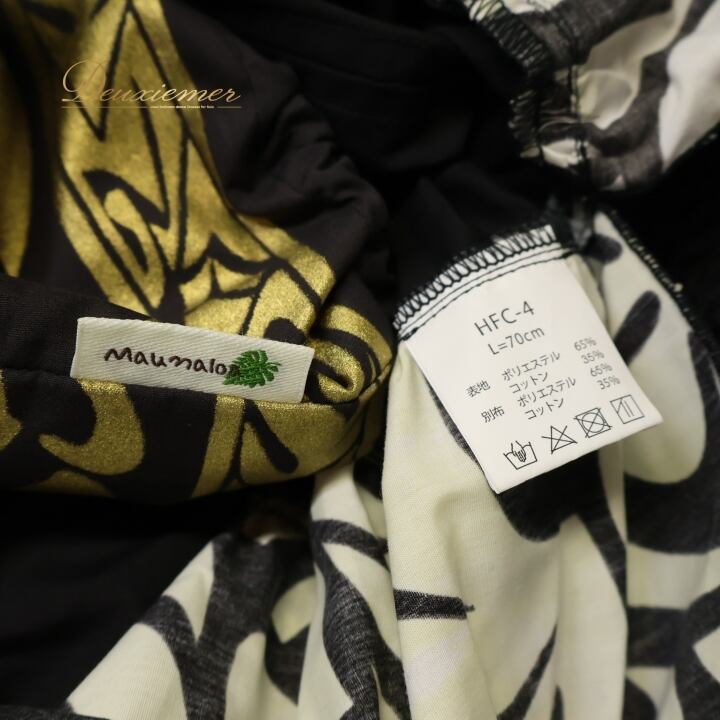 Deuxiemer
Maunaloa
HFC-4
L=70cm
表地 ポリエステル 65%
コットン 35%
別布 ポリエステル 65%
コットン 35%